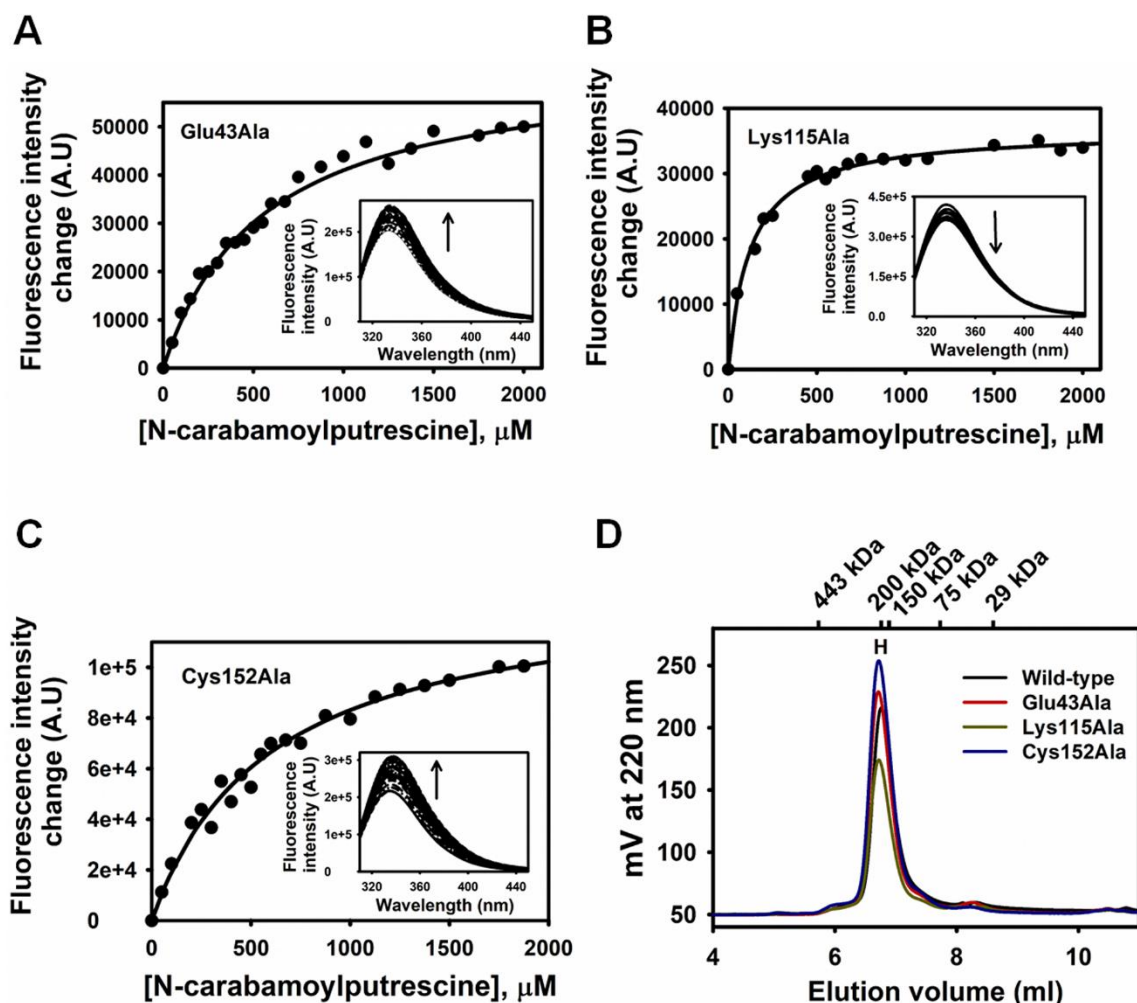 A
Fluorescence intensity
change (A.U)
50000
40000
30000
20000
10000
0
Glu43Ala
Fluorescence
intensity (A.U)
2e+5
1e+5
0
310 360 400 440
Wavelength (nm)
0 500 1000 1500 2000
[N-carabamoylputrescine], μM
B
Fluorescence intensity
change (A.U)
40000
30000
20000
10000
0
Lys115Ala
Fluorescence
intensity (A.U)
4.5e+5
3.0e+5
1.5e+5
0.0
310 360 400 440
Wavelength (nm)
0 500 1000 1500 2000
[N-carabamoylputrescine], μM
C
Fluorescence intensity
change (A.U)
1e+5
8e+4
6e+4
4e+4
2e+4
0
Cys152Ala
Fluorescence
intensity (A.U)
3e+5
2e+5
1e+5
0
310 360 400 440
Wavelength (nm)
0 500 1000 1500 2000
[N-carabamoylputrescine], μM
D
443 kDa
200 kDa
150 kDa
75 kDa
29 kDa
mV at 220 nm
250
200
150
100
50
H
Wild-type
Glu43Ala
Lys115Ala
Cys152Ala
4 6 8 10
Elution volume (ml)